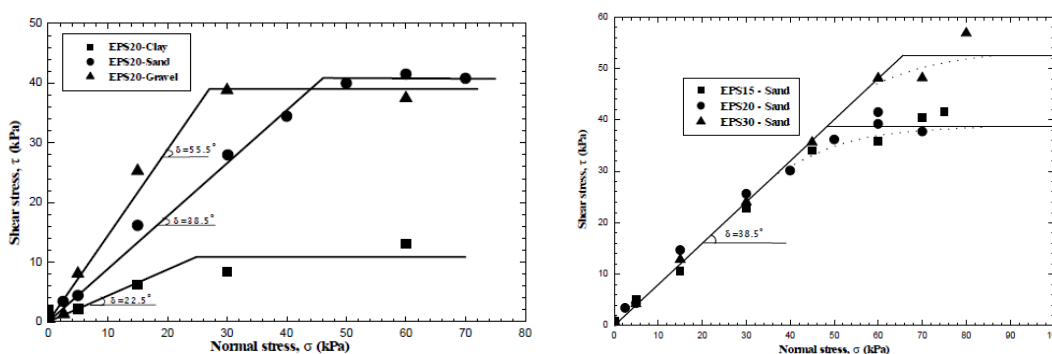 50
40
30
20
10
0
Shear stress, τ (kPa)
EPS20-Clay
EPS20-Sand
EPS20-Gravel
δ=55.5°
δ=38.5°
δ=22.5°
0 10 20 30 40 50 60 70 80
Normal stress, σ (kPa)
60
50
40
30
20
10
0
Shear stress, τ (kPa)
EPS15 - Sand
EPS20 - Sand
EPS30 - Sand
δ=38.5°
0 10 20 30 40 50 60 70 80 90 100
Normal stress, σ (kPa)